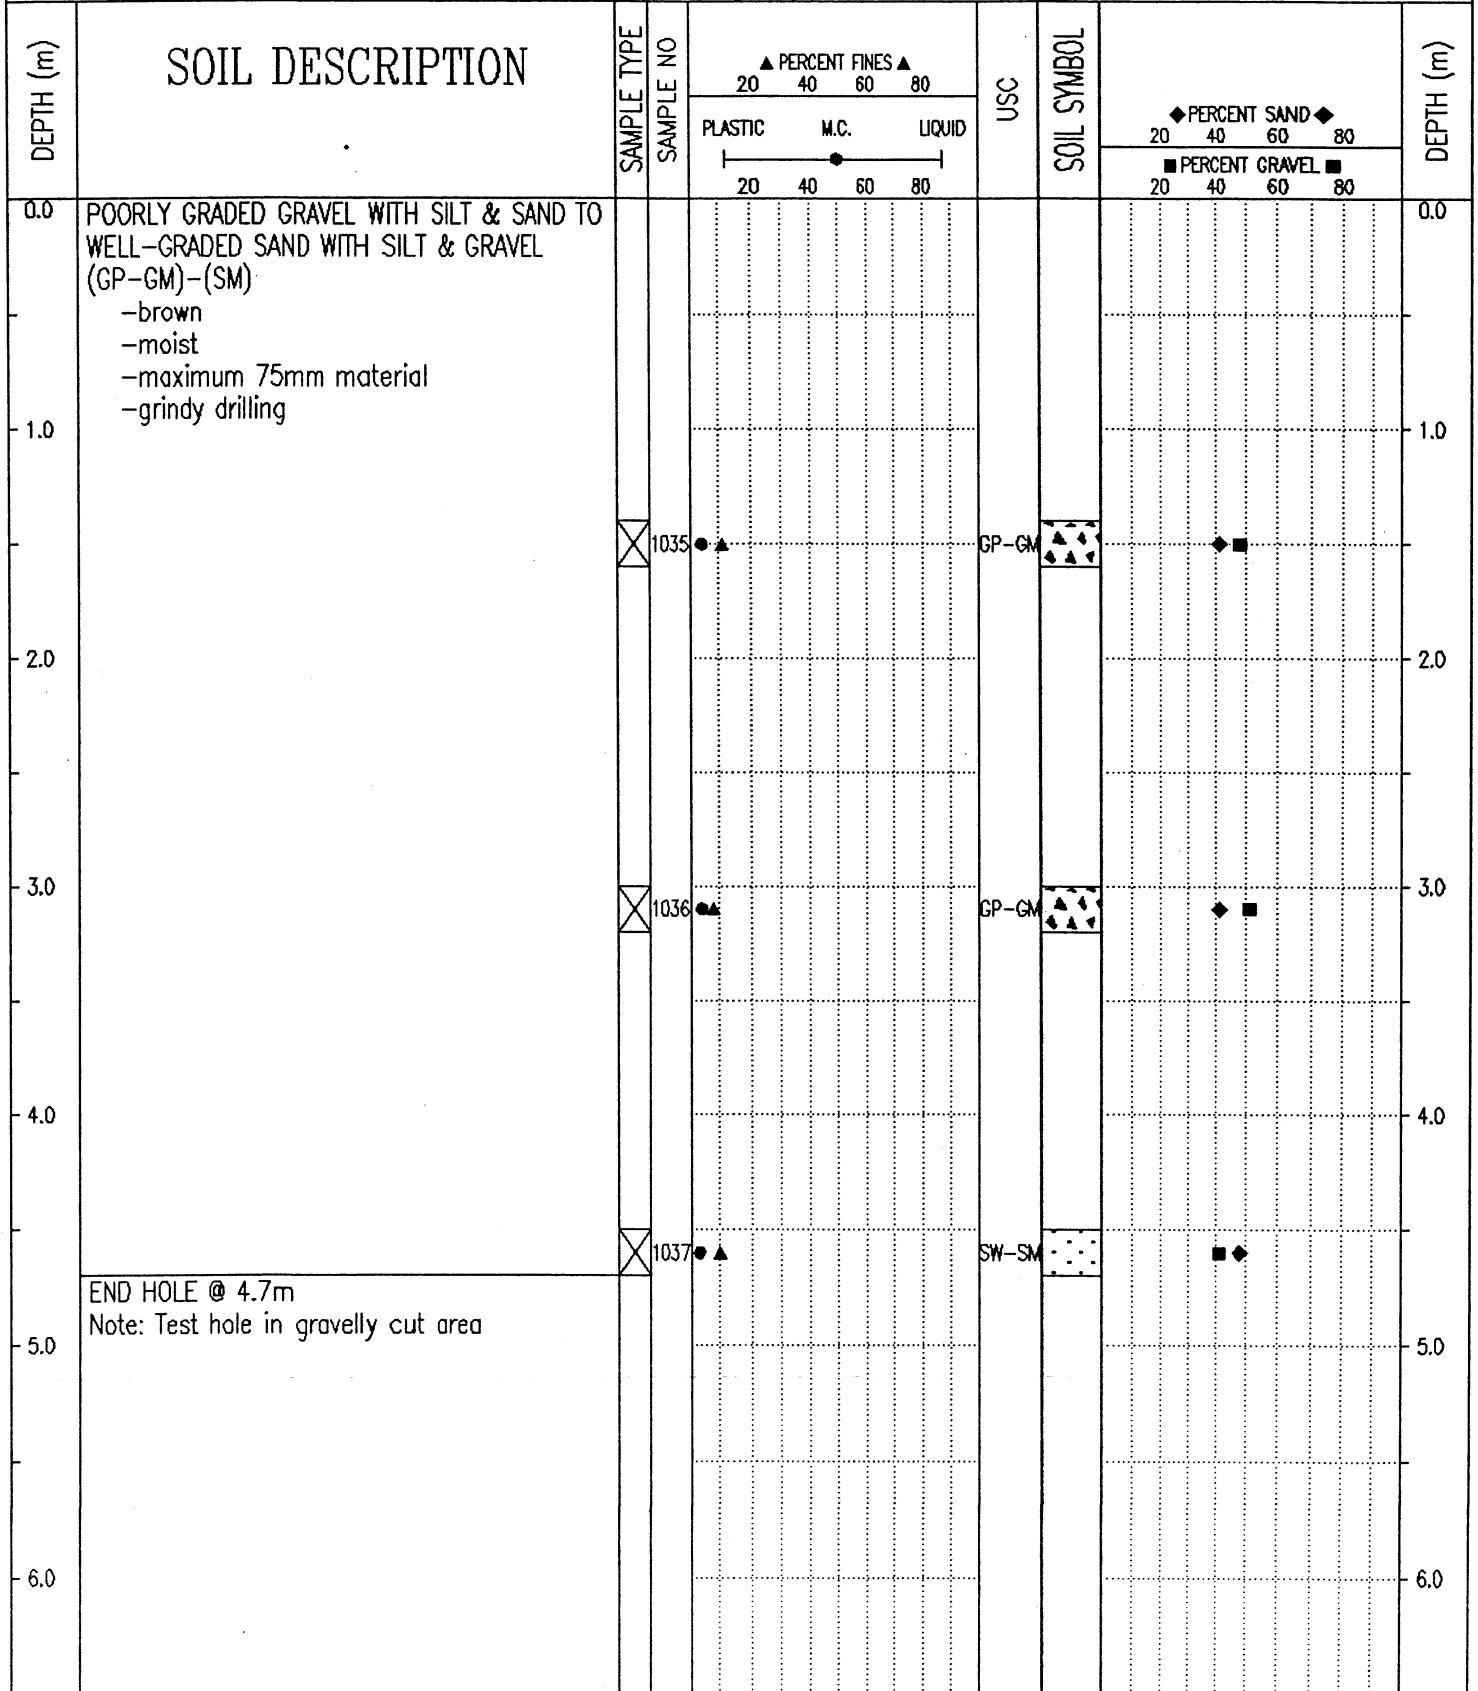 DEPTH (m)
SOIL DESCRIPTION
SAMPLE TYPE
SAMPLE NO
▲ PERCENT FINES ▲
20 40 60 80
PLASTIC M.C. LIQUID
20 40 60 80
USC
SOIL SYMBOL
◆PERCENT SAND◆
20 40 60 80
■PERCENT GRAVEL■
20 40 60 80
DEPTH (m)
0.0
POORLY GRADED GRAVEL WITH SILT & SAND TO
WELL-GRADED SAND WITH SILT & GRAVEL
(GP-GM)-(SM)
-brown
-moist
-maximum 75mm material
-grindy drilling
0.0
1.0 1.0
1035 GP-GM
2.0 2.0
3.0 3.0
1036 GP-GM
4.0 4.0
1037 SW-SM
END HOLE @ 4.7m
Note: Test hole in gravelly cut area
5.0 5.0
6.0 6.0